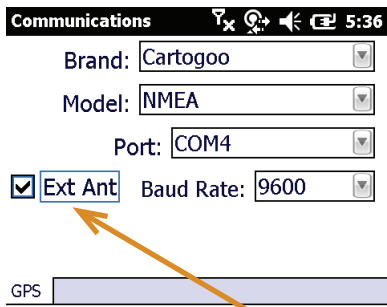 Communications 5:36
Brand: Cartogoo
Model: NMEA
Port: COM4
Ext Ant Baud Rate: 9600
GPS